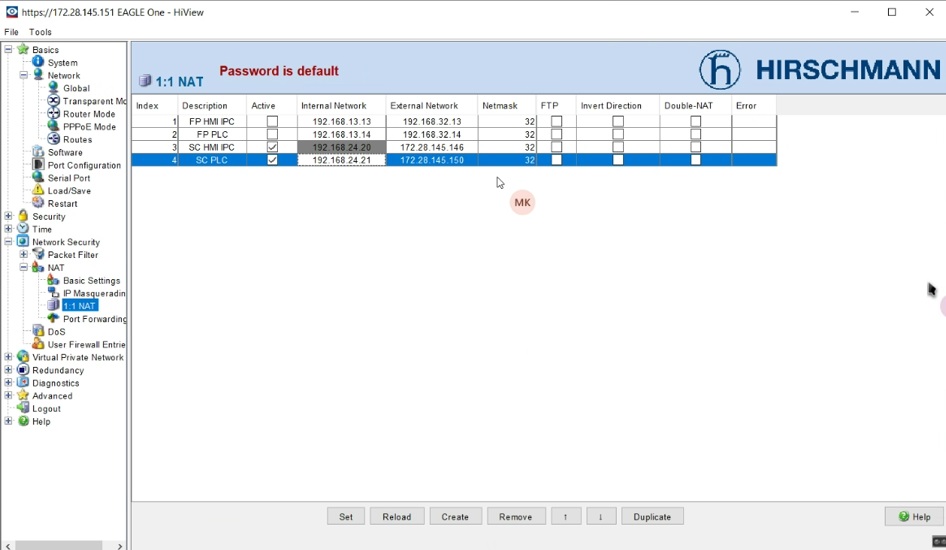 https://172.28.145.151 EAGLE One - HiView
File Tools
Basics
System
Network
Global
Transparent Mo
Router Mode
PPPoE Mode
Routes
Software
Port Configuration
Serial Port
Load/Save
Restart
Security
Time
Network Security
Packet Filter
NAT
Basic Settings
IP Masqueradin
1:1 NAT
Port Forwarding
DoS
User Firewall Entrie
Virtual Private Network
Redundancy
Diagnostics
Advanced
Logout
Help
1:1 NAT
Password is default
HIRSCHMANN
Index Description Active Internal Network External Network Netmask FTP Invert Direction Double-NAT Error
1 FP HMI IPC 192.168.13.13 192.168.32.13 32
2 FP PLC 192.168.13.14 192.168.32.14 32
3 SC HMI IPC 192.168.24.20 172.28.145.146 32
4 SC PLC 192.168.24.21 172.28.145.150 32
MK
Set Reload Create Remove ↑ ↓ Duplicate Help